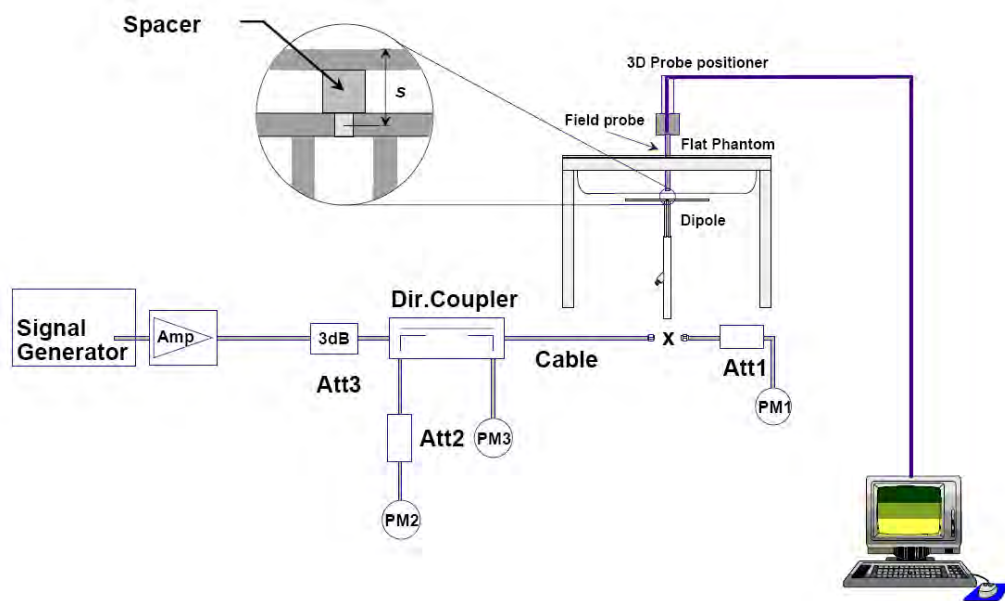 Spacer
s
3D Probe positioner
Field probe
Flat Phantom
Dipole
Signal
Generator
Amp
3dB
Att3
Dir.Coupler
Cable
x
Att1
PM1
Att2
PM3
PM2